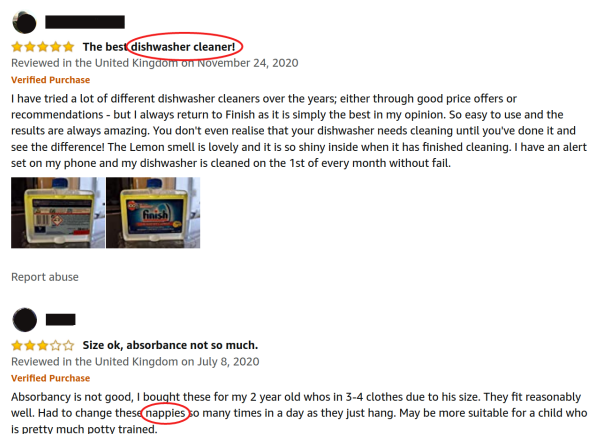 The best dishwasher cleaner!
Reviewed in the United Kingdom on November 24, 2020
Verified Purchase
I have tried a lot of different dishwasher cleaners over the years; either through good price offers or
recommendations - but I always return to Finish as it is simply the best in my opinion. So easy to use and the
results are always amazing. You don't even realise that your dishwasher needs cleaning until you've done it and
see the difference! The Lemon smell is lovely and it is so shiny inside when it has finished cleaning. I have an alert
set on my phone and my dishwasher is cleaned on the 1st of every month without fail.
finish
Report abuse
Size ok, absorbance not so much.
Reviewed in the United Kingdom on July 8, 2020
Verified Purchase
Absorbancy is not good, I bought these for my 2 year old whos in 3-4 clothes due to his size. They fit reasonably
well. Had to change these nappies so many times in a day as they just hang. May be more suitable for a child who
is pretty much potty trained.